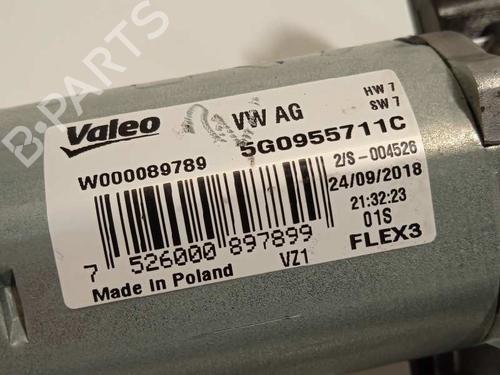 Valeo
VW AG
HW 7
SW 7
5G0955711C
W000089789
2/S -004526
24/09/2018
21:32:23
01S
FLEX3
7 526000 897899
VZ1
Made in Poland
B-PARTS